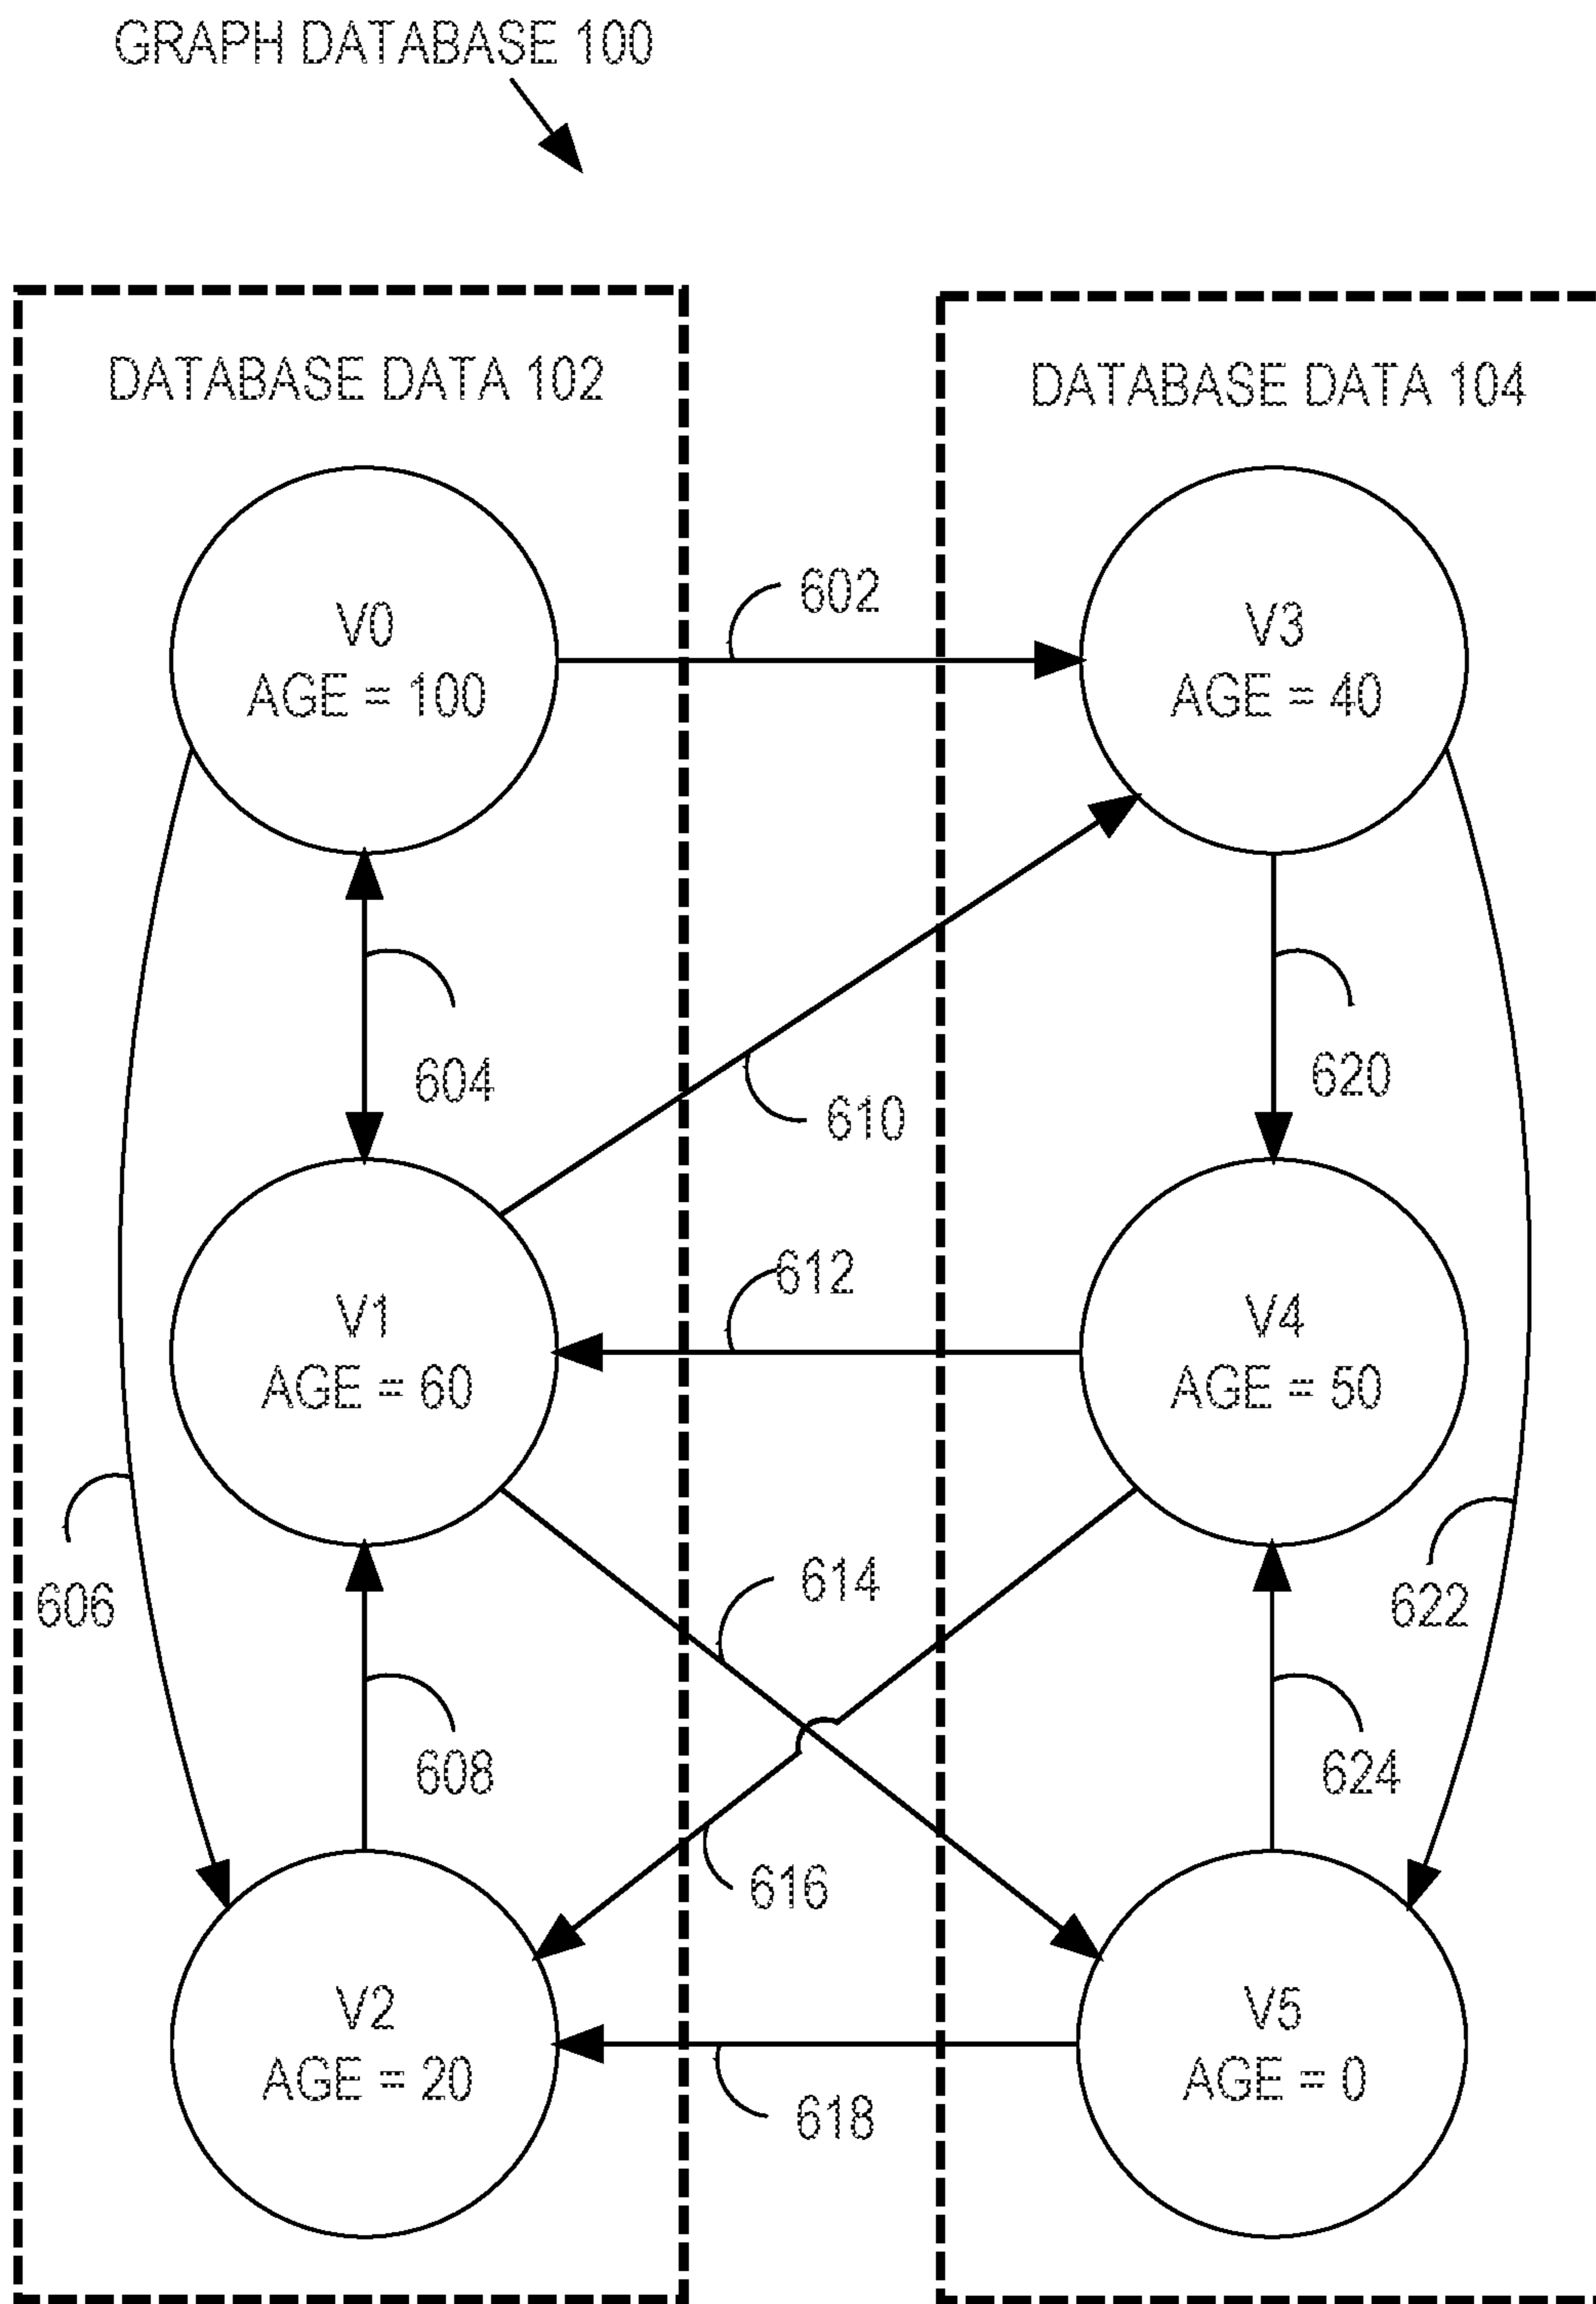 GRAPH DATABASE 100
DATABASE DATA 102
DATABASE DATA 104
V0
AGE = 100
602
V3
AGE = 40
604
610
620
612
V1
AGE = 60
V4
AGE = 50
606
614
622
608
616
624
V2
AGE = 20
618
V5
AGE = 0